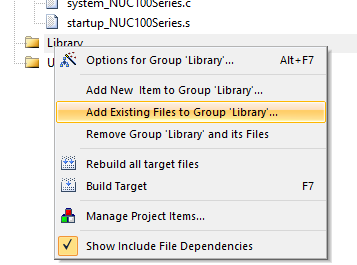 system_NUC100Series.c
startup_NUC100Series.s
Library
U
Options for Group 'Library'... Alt+F7
Add New Item to Group 'Library'...
Add Existing Files to Group 'Library'...
Remove Group 'Library' and its Files
Rebuild all target files
Build Target F7
Manage Project Items...
Show Include File Dependencies